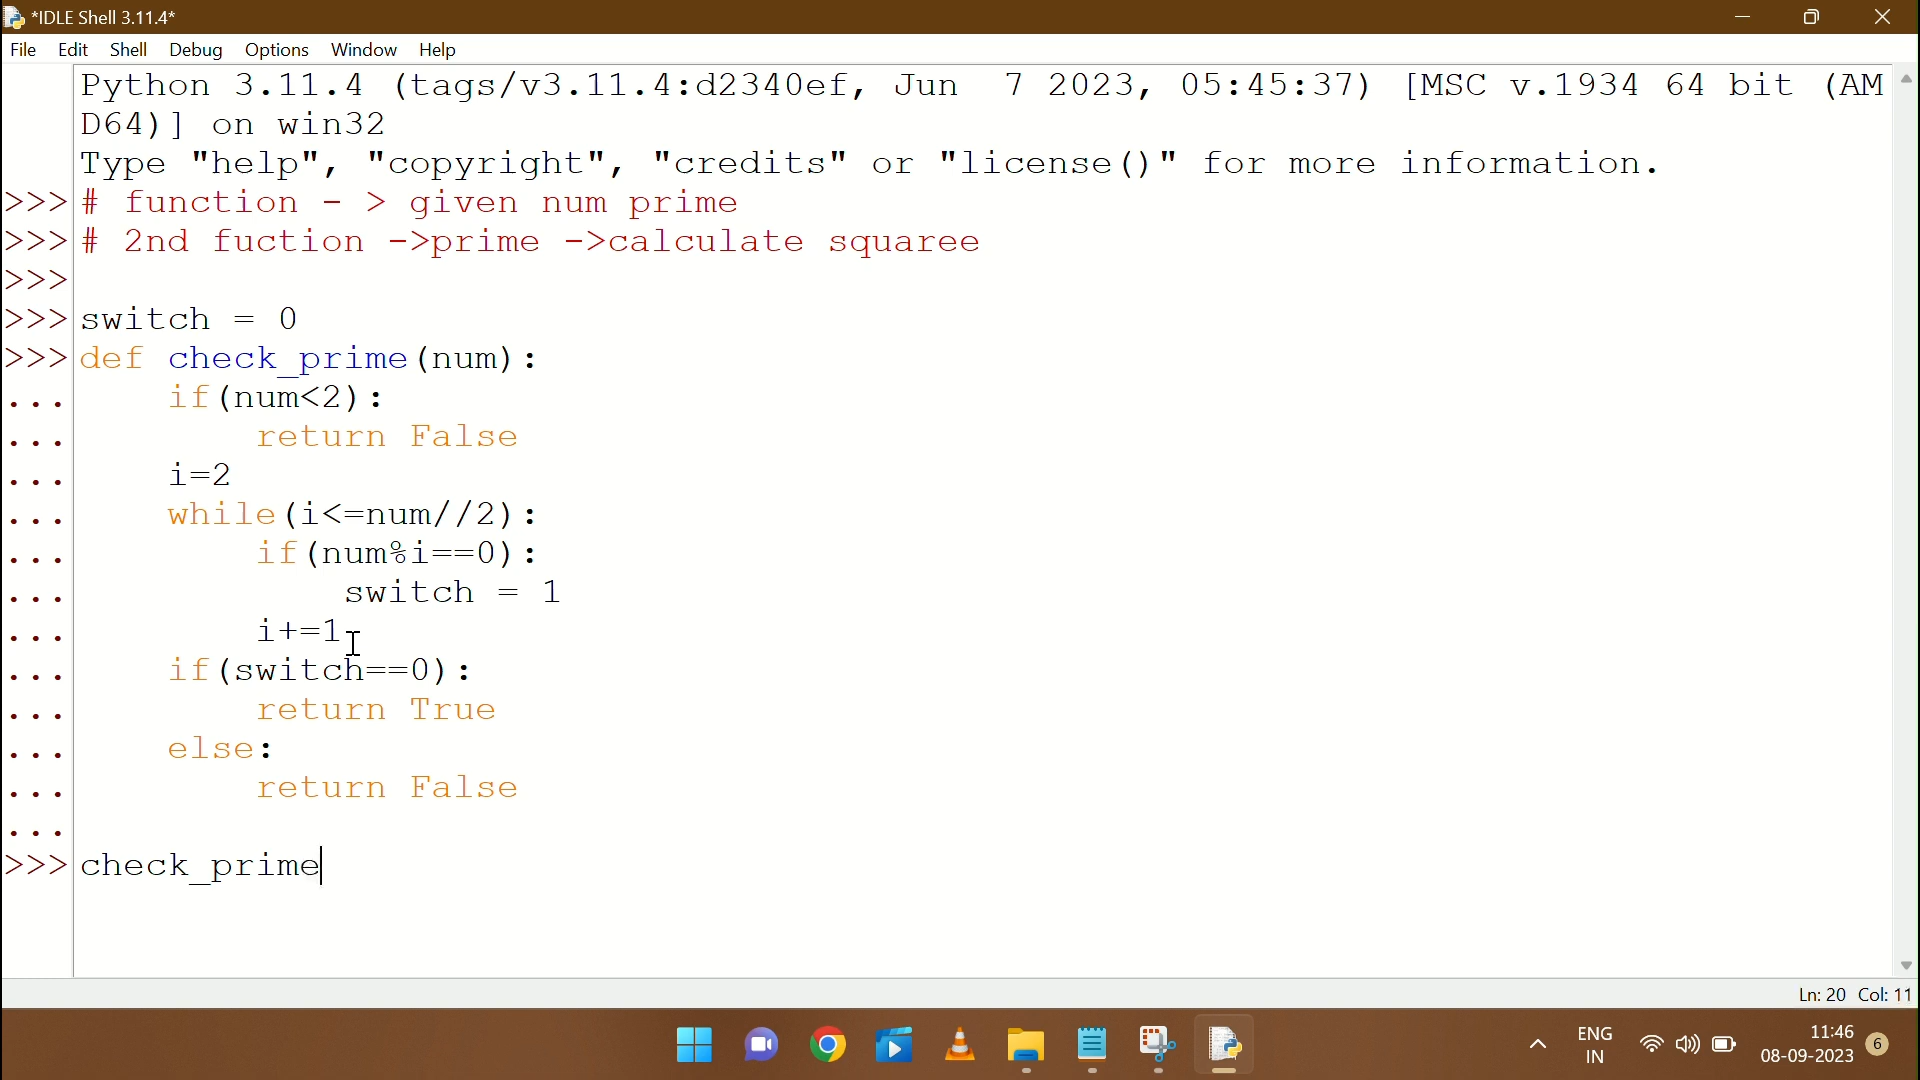 *IDLE Shell 3.11.4*
File Edit Shell Debug Options Window Help
Python 3.11.4 (tags/v3.11.4:d2340ef, Jun  7 2023, 05:45:37) [MSC v.1934 64 bit (AM
D64)] on win32
Type "help", "copyright", "credits" or "license()" for more information.
>>> # function - > given num prime
>>> # 2nd fuction ->prime ->calculate squaree
>>>
>>> switch = 0
>>> def check_prime(num):
...     if(num<2):
...         return False
...     i=2
...     while(i<=num//2):
...         if(num%i==0):
...             switch = 1
...         i+=1
...     if(switch==0):
...         return True
...     else:
...         return False
...
>>> check_prime
Ln: 20 Col: 11
ENG
IN
11:46
08-09-2023
6